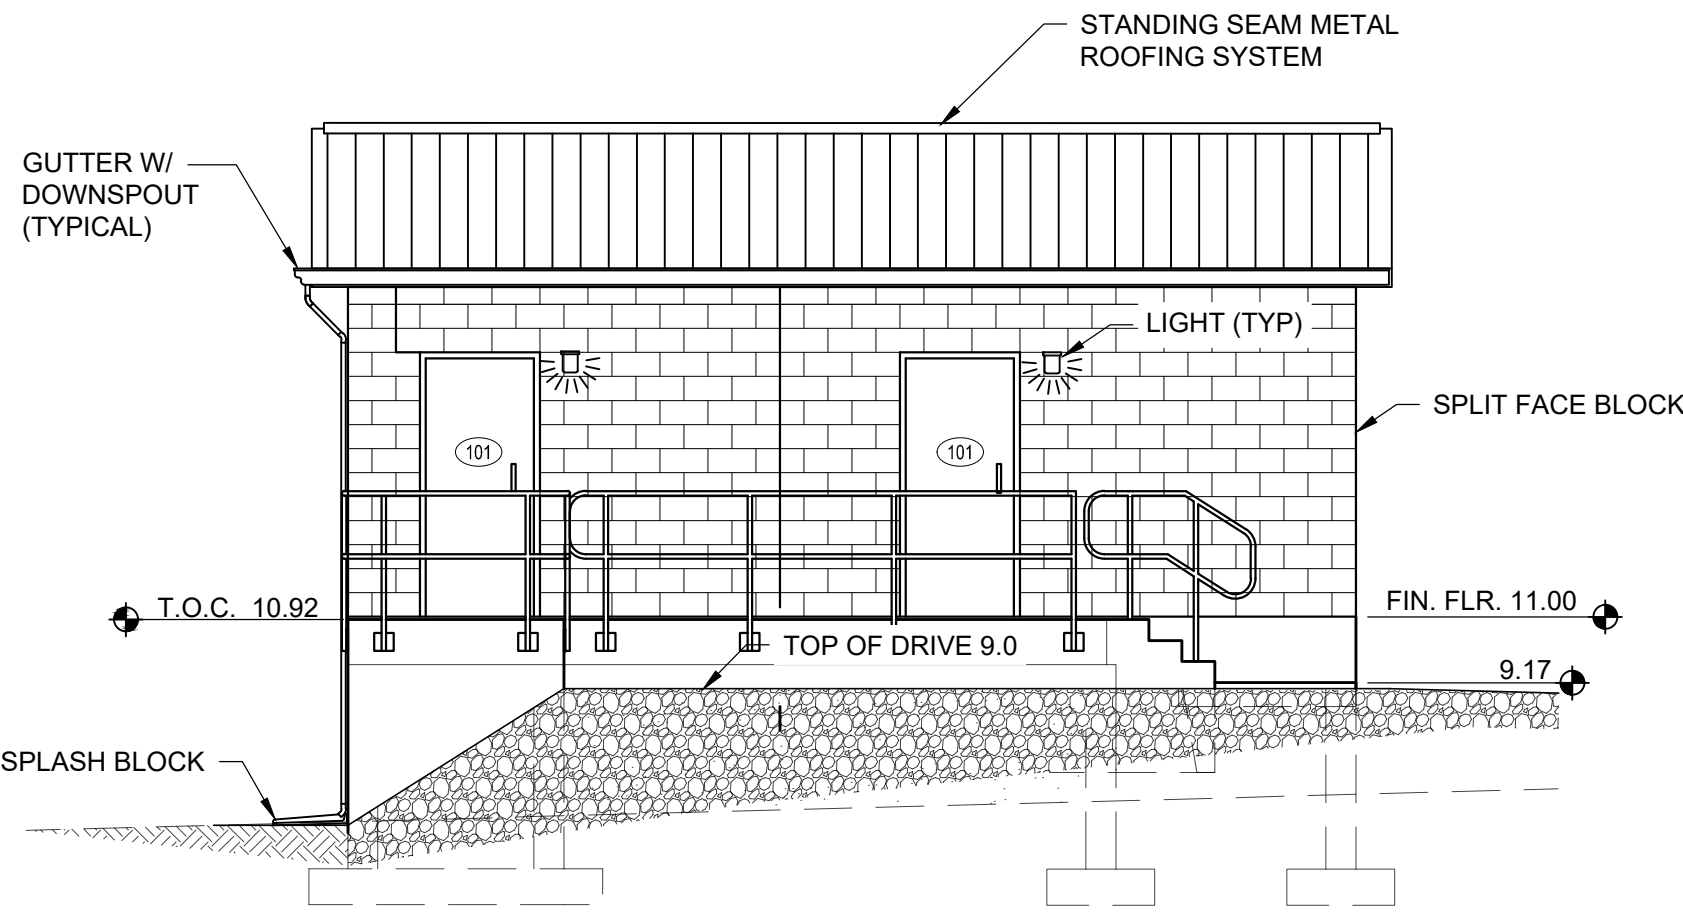 STANDING SEAM METAL
ROOFING SYSTEM
GUTTER W/
DOWNSPOUT
(TYPICAL)
LIGHT (TYP)
SPLIT FACE BLOCK
101
101
T.O.C. 10.92
FIN. FLR. 11.00
TOP OF DRIVE 9.0
9.17
SPLASH BLOCK